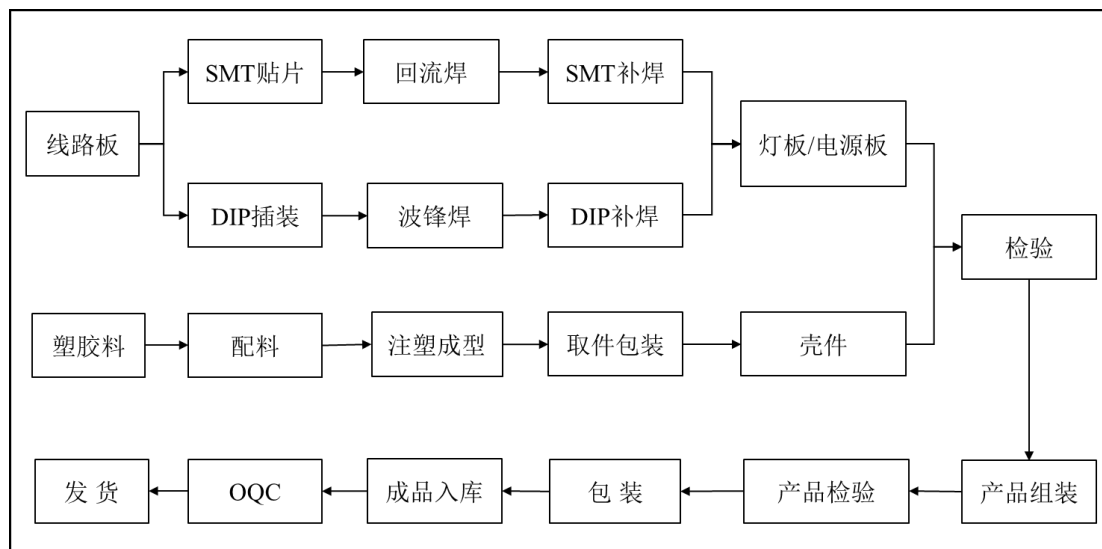 SMT贴片
回流焊
SMT补焊
线路板
灯板/电源板
DIP插装
波锋焊
DIP补焊
检验
塑胶料
配料
注塑成型
取件包装
壳件
发 货
OQC
成品入库
包 装
产品检验
产品组装